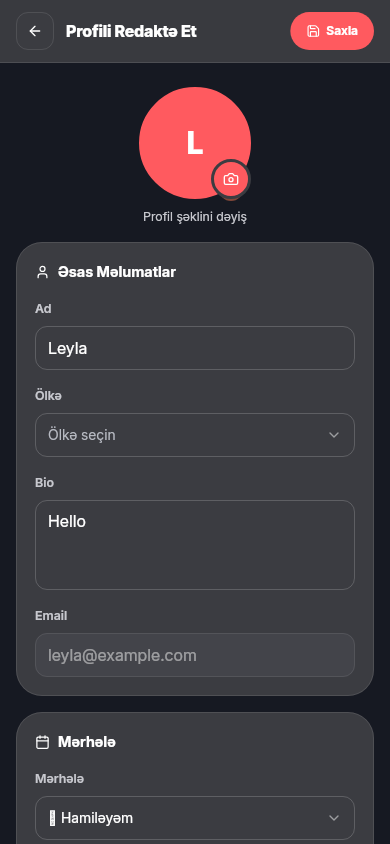 Profili Redaktə Et
Saxla
L
Profil şəklini dəyiş
Əsas Məlumatlar
Ad
Leyla
Ölkə
Ölkə seçin
Bio
Hello
Email
leyla@example.com
Mərhələ
Mərhələ
Hamiləyəm